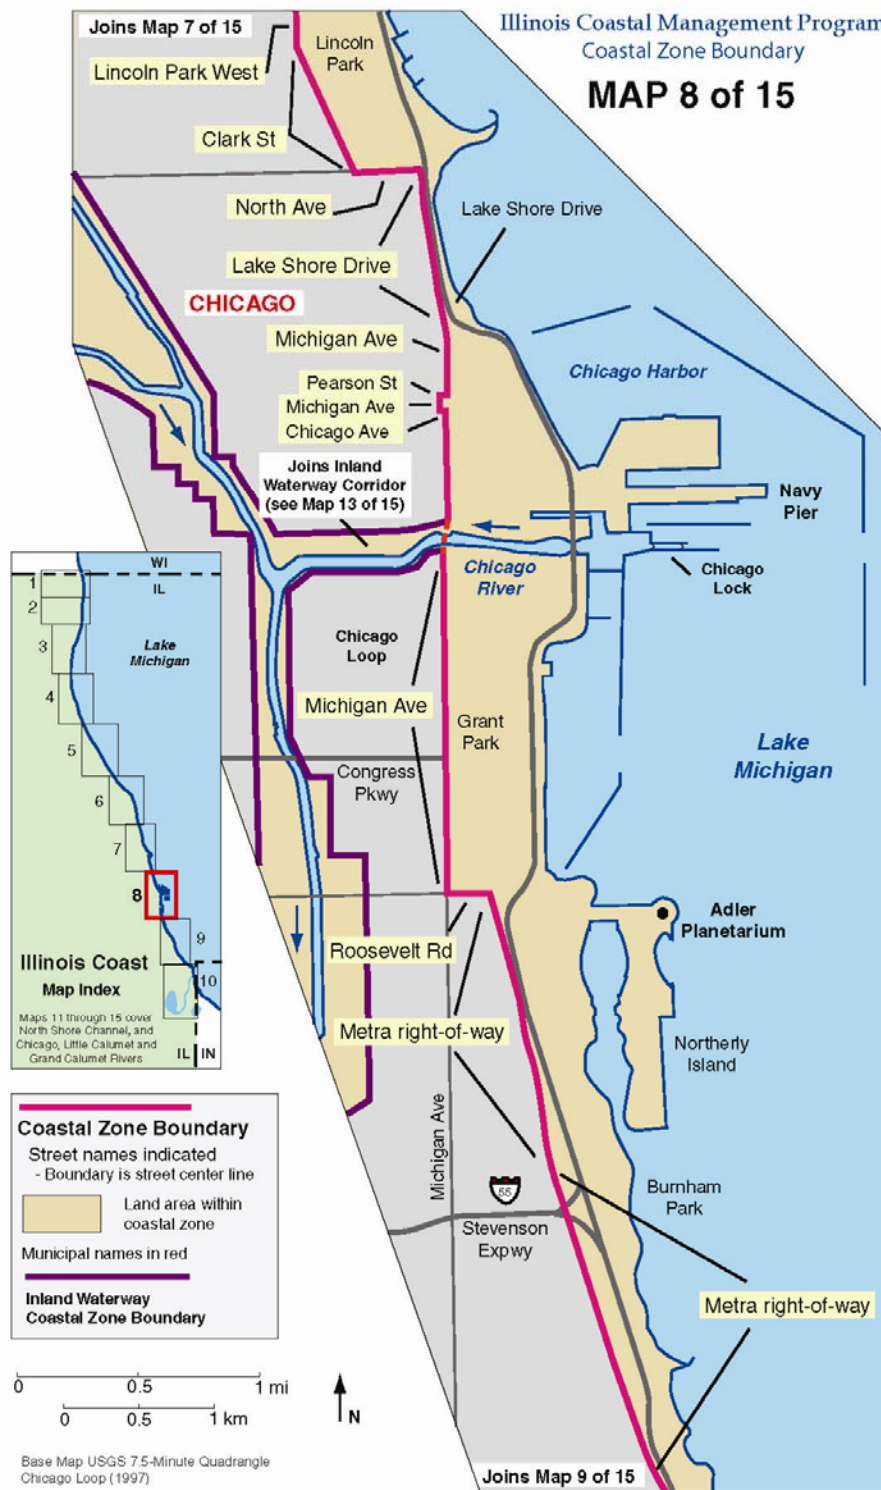 Joins Map 7 of 15
Illinois Coastal Management Program
Coastal Zone Boundary
MAP 8 of 15
Lincoln
Park
Lincoln Park West
Clark St
North Ave
Lake Shore Drive
Lake Shore Drive
CHICAGO
Michigan Ave
Chicago Harbor
Pearson St
Michigan Ave
Chicago Ave
Joins Inland
Waterway Corridor
(see Map 13 of 15)
Navy
Pier
Chicago
River
Chicago
Lock
Chicago
Loop
Michigan Ave
Grant
Park
Lake
Michigan
Congress
Pkwy
Adler
Planetarium
Roosevelt Rd
Metra right-of-way
Northerly
Island
Michigan Ave
55
Stevenson
Expwy
Burnham
Park
Metra right-of-way
Joins Map 9 of 15
WI
IL
1
2
3
4
5
6
7
8
9
10
Lake
Michigan
Illinois Coast
Map Index
Maps 11 through 15 cover
North Shore Channel, and
Chicago, Little Calumet and
Grand Calumet Rivers
IL
IN
Coastal Zone Boundary
Street names indicated
- Boundary is street center line
Land area within
coastal zone
Municipal names in red
Inland Waterway
Coastal Zone Boundary
0 0.5 1 mi
0 0.5 1 km
N
Base Map USGS 7.5-Minute Quadrangle
Chicago Loop (1997)